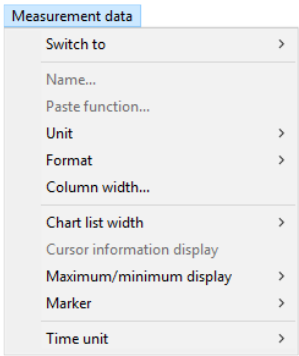 Measurement data
Switch to
Name...
Paste function...
Unit
Format
Column width...
Chart list width
Cursor information display
Maximum/minimum display
Marker
Time unit